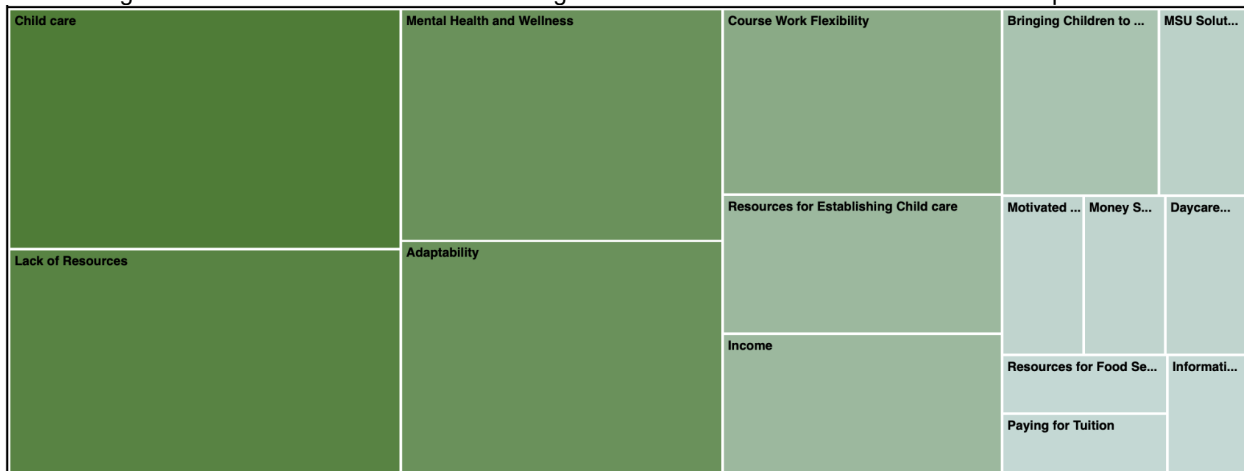 Child care
Mental Health and Wellness
Course Work Flexibility
Bringing Children to ...
MSU Solut...
Resources for Establishing Child care
Motivated ...
Money S...
Daycare...
Lack of Resources
Adaptability
Income
Resources for Food Se...
Informati...
Paying for Tuition